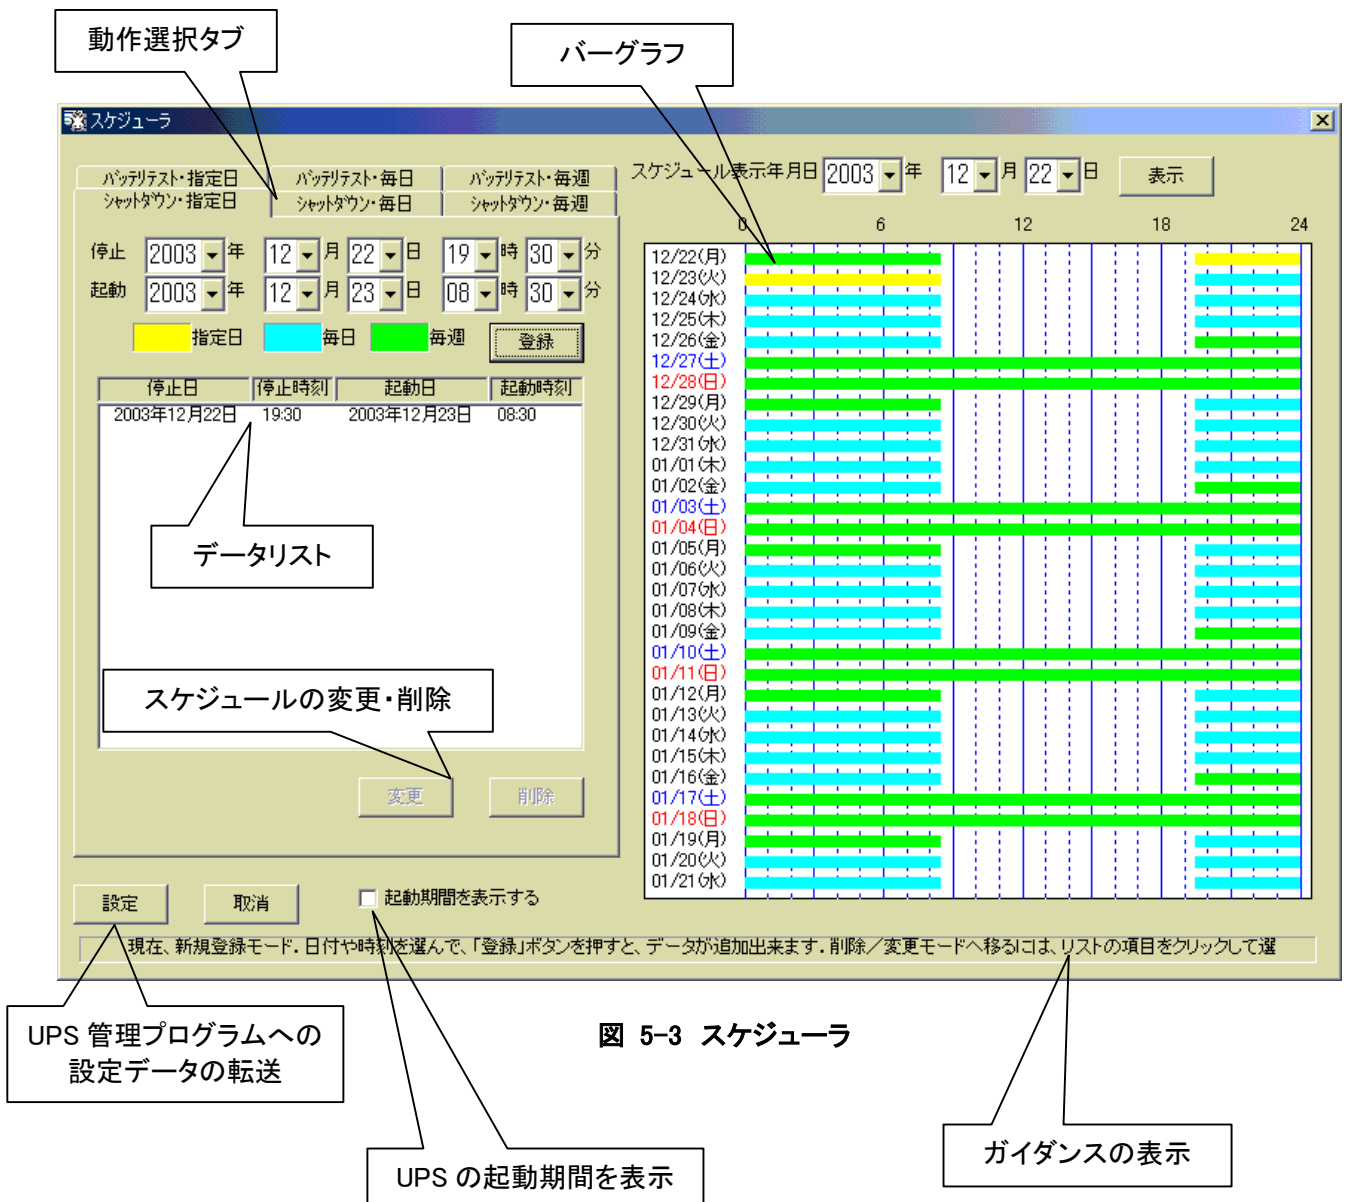 動作選択タブ
バーグラフ
スケジューラ
バッテリテスト・指定日 バッテリテスト・毎日 バッテリテスト・毎週
シャットダウン・指定日 シャットダウン・毎日 シャットダウン・毎週
スケジュール表示年月日 2003 年 12 月 22 日 表示
停止 2003 年 12 月 22 日 19 時 30 分
起動 2003 年 12 月 23 日 08 時 30 分
指定日 毎日 毎週 登録
停止日 停止時刻 起動日 起動時刻
2003年12月22日 19:30 2003年12月23日 08:30
データリスト
スケジュールの変更・削除
変更 削除
0 6 12 18 24
12/22(月)
12/23(火)
12/24(水)
12/25(木)
12/26(金)
12/27(土)
12/28(日)
12/29(月)
12/30(火)
12/31(水)
01/01(木)
01/02(金)
01/03(土)
01/04(日)
01/05(月)
01/06(火)
01/07(水)
01/08(木)
01/09(金)
01/10(土)
01/11(日)
01/12(月)
01/13(火)
01/14(水)
01/15(木)
01/16(金)
01/17(土)
01/18(日)
01/19(月)
01/20(火)
01/21(水)
設定 取消 起動期間を表示する
現在、新規登録モード. 日付や時刻を選んで、「登録」ボタンを押すと、データが追加出来ます. 削除／変更モードへ移るには、リストの項目をクリックして選
UPS 管理プログラムへの
設定データの転送
図 5-3 スケジューラ
UPS の起動期間を表示
ガイダンスの表示